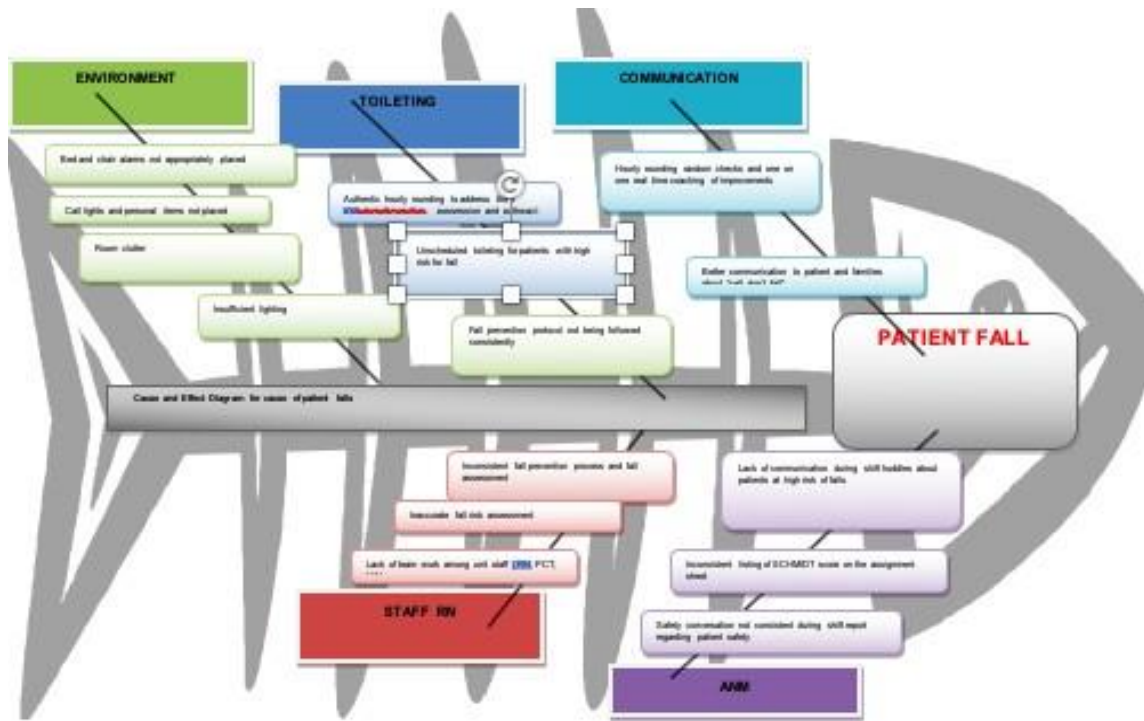 ENVIRONMENT
TOILETING
COMMUNICATION
Bed and chair alarms not appropriately placed
Call lights and personal items not placed
Room clutter
Insufficient lighting
Authentic hourly rounding to address the
possession and
Unscheduled toileting for patients with high
risk for fall
Fall prevention protocol not being followed
consistently
Hourly rounding random checks and one on
one real time coaching of improvements
Better communication to patient and families
about
PATIENT FALL
Cause and Effect Diagram for cause of patient falls
Inconsistent fall prevention process and fall
assessment
Inaccurate fall risk assessment
Lack of team work among unit staff PCT,
STAFF RN
Lack of communication during shift huddles about
patients at high risk of falls
Inconsistent listing of SCHMIDT score on the assignment
sheet
Safety conversation not consistent during shift report
regarding patient safety
ANM